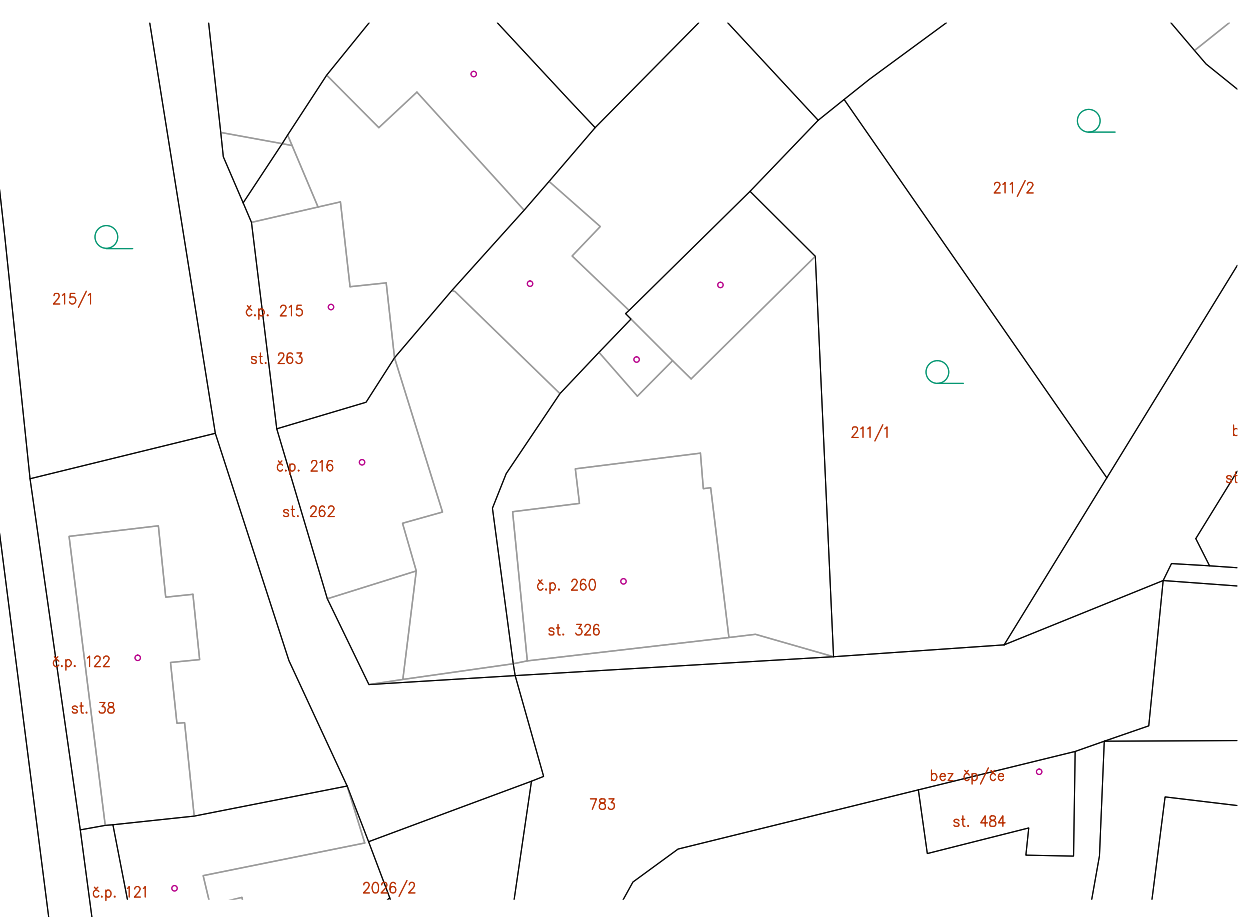 211/2
215/1
č.p. 215
st. 263
211/1
č.p. 216
st. 262
č.p. 260
st. 326
č.p. 122
st. 38
bez čp/če
783
st. 484
2026/2
č.p. 121